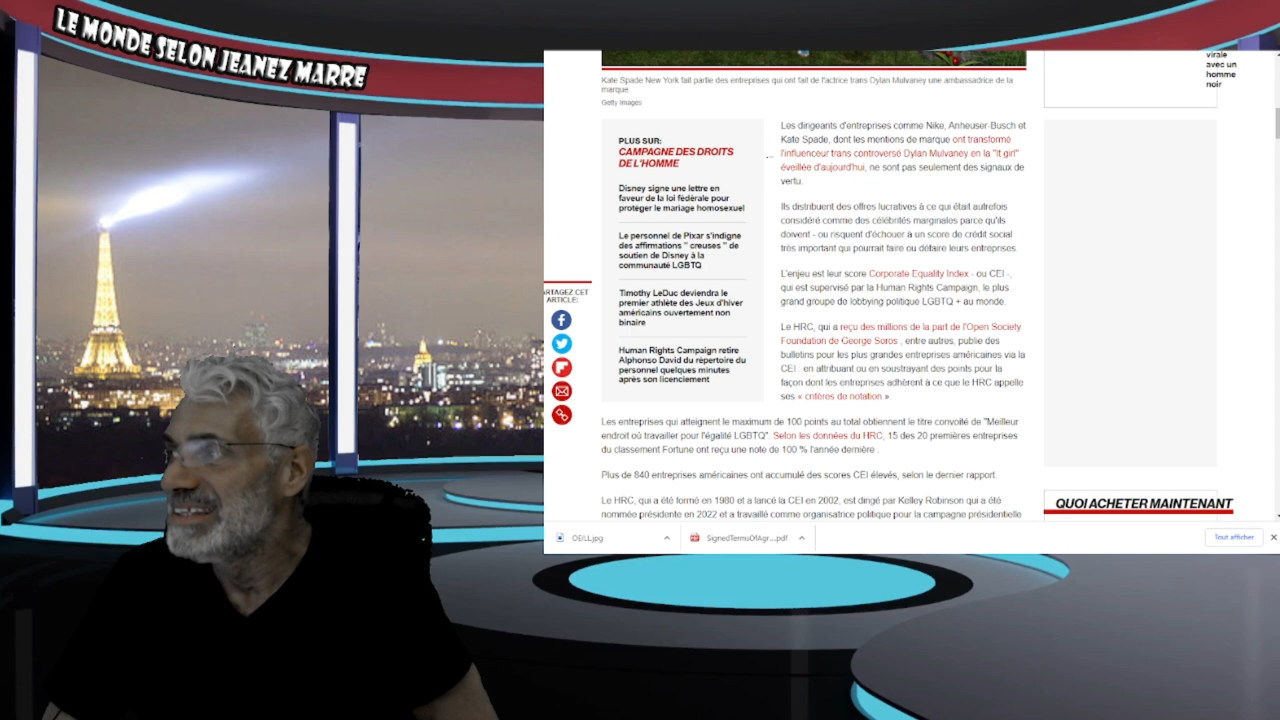 LE MONDE SELON JEANEZ MARRE
Kate Spade New York fait partie des entreprises qui ont fait de l'actrice trans Dylan Mulvaney une ambassadrice de la
marque.
Getty Images
virale
avec un
homme
noir
PLUS SUR:
CAMPAGNE DES DROITS
DE L'HOMME
Disney signe une lettre en
faveur de la loi fédérale pour
protéger le mariage homosexuel
Le personnel de Pixar s'indigne
des affirmations " creuses " de
soutien de Disney à la
communauté LGBTQ
Timothy LeDuc deviendra le
premier athlète des Jeux d'hiver
américains ouvertement non
binaire
Human Rights Campaign retire
Alphonso David du répertoire du
personnel quelques minutes
après son licenciement
Les dirigeants d'entreprises comme Nike, Anheuser-Busch et
Kate Spade, dont les mentions de marque ont transformé
l'influenceur trans controversé Dylan Mulvaney en la "it girl"
éveillée d'aujourd'hui, ne sont pas seulement des signaux de
vertu.
Ils distribuent des offres lucratives à ce qui était autrefois
considéré comme des célébrités marginales parce qu'ils
doivent - ou risquent d'échouer à un score de crédit social
très important qui pourrait faire ou défaire leurs entreprises.
L'enjeu est leur score Corporate Equality Index - ou CEI -,
qui est supervisé par la Human Rights Campaign, le plus
grand groupe de lobbying politique LGBTQ + au monde.
Le HRC, qui a reçu des millions de la part de l'Open Society
Foundation de George Soros , entre autres, publie des
bulletins pour les plus grandes entreprises américaines via la
CEI : en attribuant ou en soustrayant des points pour la
façon dont les entreprises adhèrent à ce que le HRC appelle
ses « critères de notation ».
RTAGEZ CET
ARTICLE:
Les entreprises qui atteignent le maximum de 100 points au total obtiennent le titre convoité de "Meilleur
endroit où travailler pour l'égalité LGBTQ". Selon les données du HRC, 15 des 20 premières entreprises
du classement Fortune ont reçu une note de 100 % l'année dernière .
Plus de 840 entreprises américaines ont accumulé des scores CEI élevés, selon le dernier rapport.
Le HRC, qui a été formé en 1980 et a lancé la CEI en 2002, est dirigé par Kelley Robinson qui a été
nommée présidente en 2022 et a travaillé comme organisatrice politique pour la campagne présidentielle
QUOI ACHETER MAINTENANT
OEILL.jpg
SignedTermsOfAgr....pdf
Tout afficher